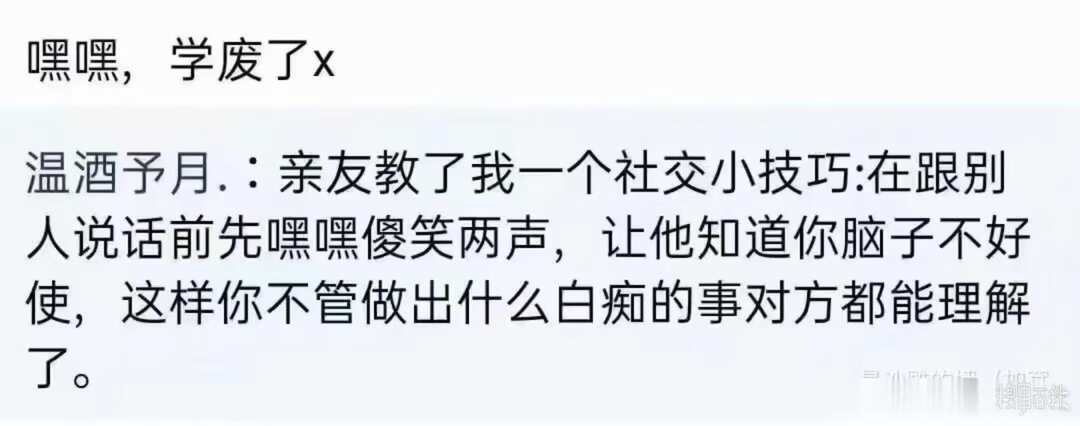 嘿嘿，学废了x
温酒予月.：亲友教了我一个社交小技巧:在跟别
人说话前先嘿嘿傻笑两声，让他知道你脑子不好
使，这样你不管做出什么白痴的事对方都能理解
了。